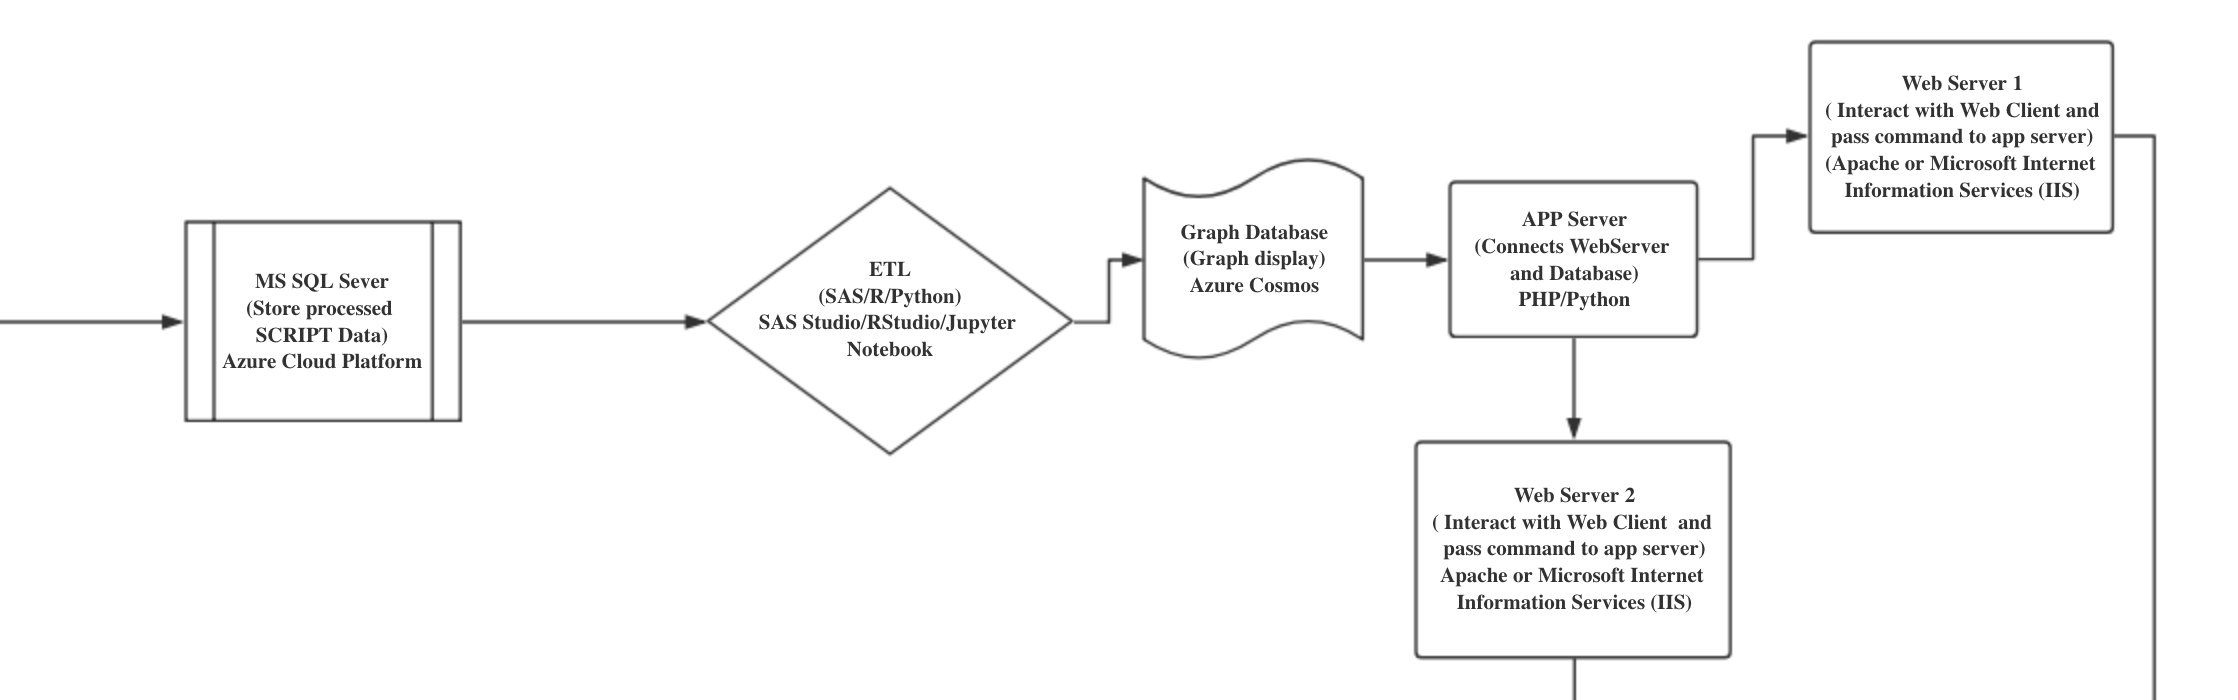 MS SQL Sever
(Store processed
SCRIPT Data)
Azure Cloud Platform
ETL
(SAS/R/Python)
SAS Studio/RStudio/Jupyter
Notebook
Graph Database
(Graph display)
Azure Cosmos
APP Server
(Connects WebServer
and Database)
PHP/Python
Web Server 1
( Interact with Web Client and
pass command to app server)
(Apache or Microsoft Internet
Information Services (IIS)
Web Server 2
( Interact with Web Client  and
pass command to app server)
Apache or Microsoft Internet
Information Services (IIS)